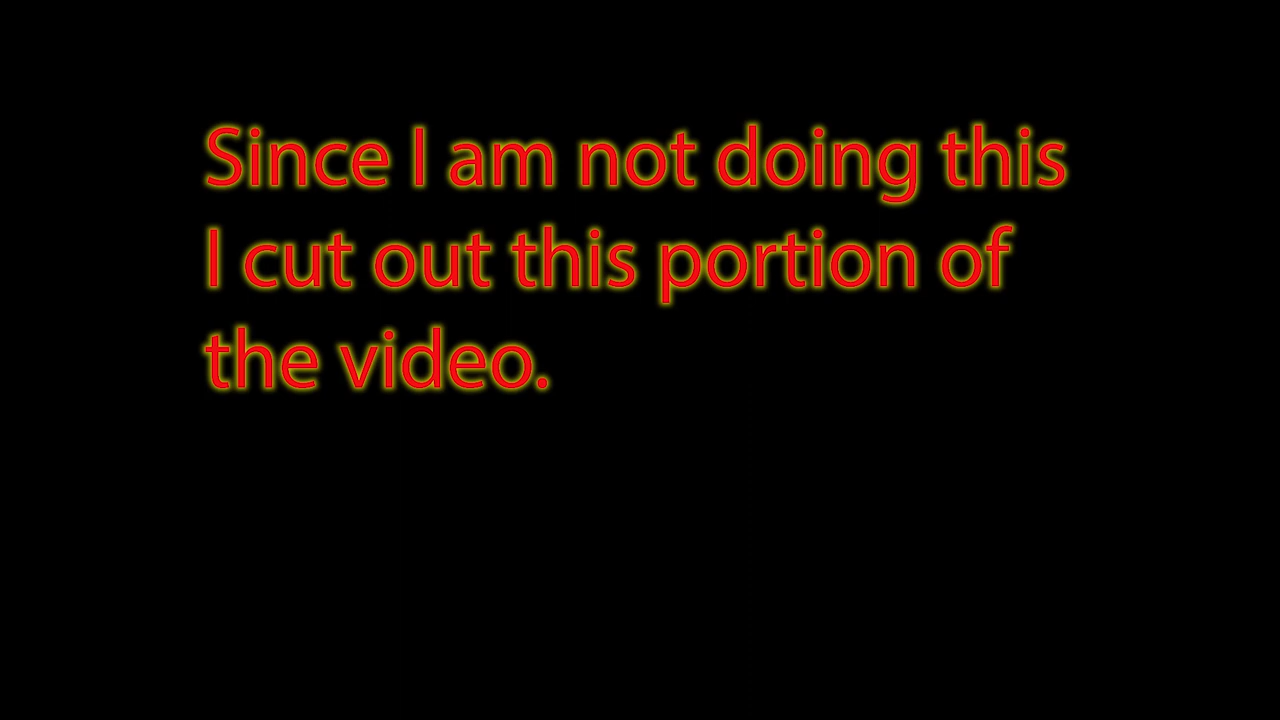 Since I am not doing this
I cut out this portion of
the video.